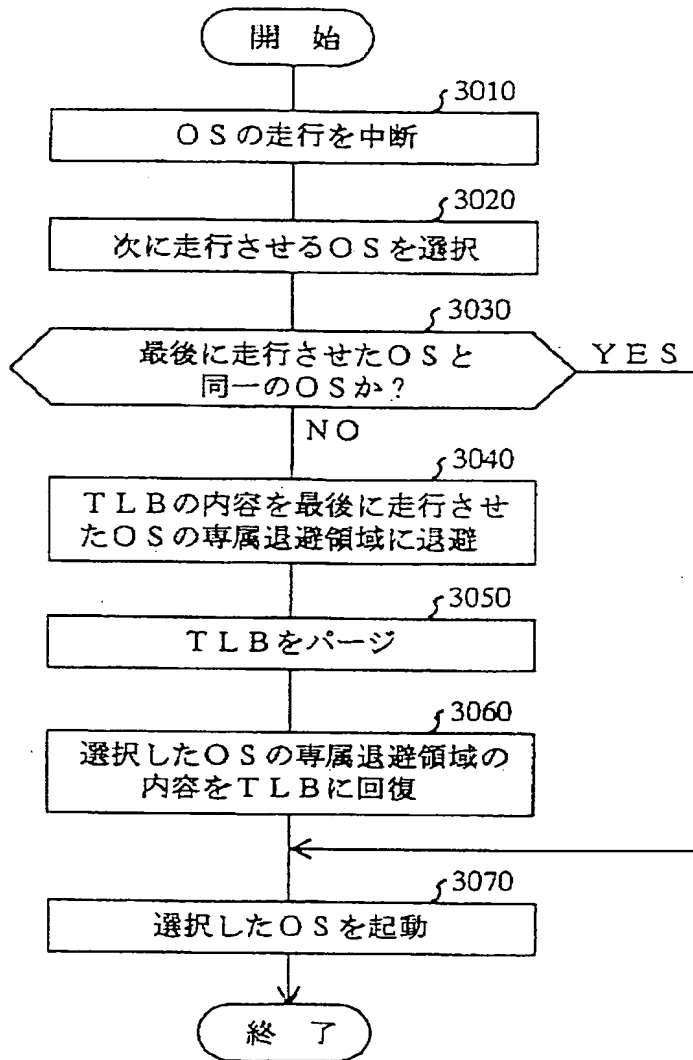 開 始
3010
OSの走行を中断
3020
次に走行させるOSを選択
3030
最後に走行させたOSと
同一のOSか?
YES
NO
3040
TLBの内容を最後に走行させ
たOSの専属退避領域に退避
3050
TLBをパージ
3060
選択したOSの専属退避領域の
内容をTLBに回復
3070
選択したOSを起動
終 了